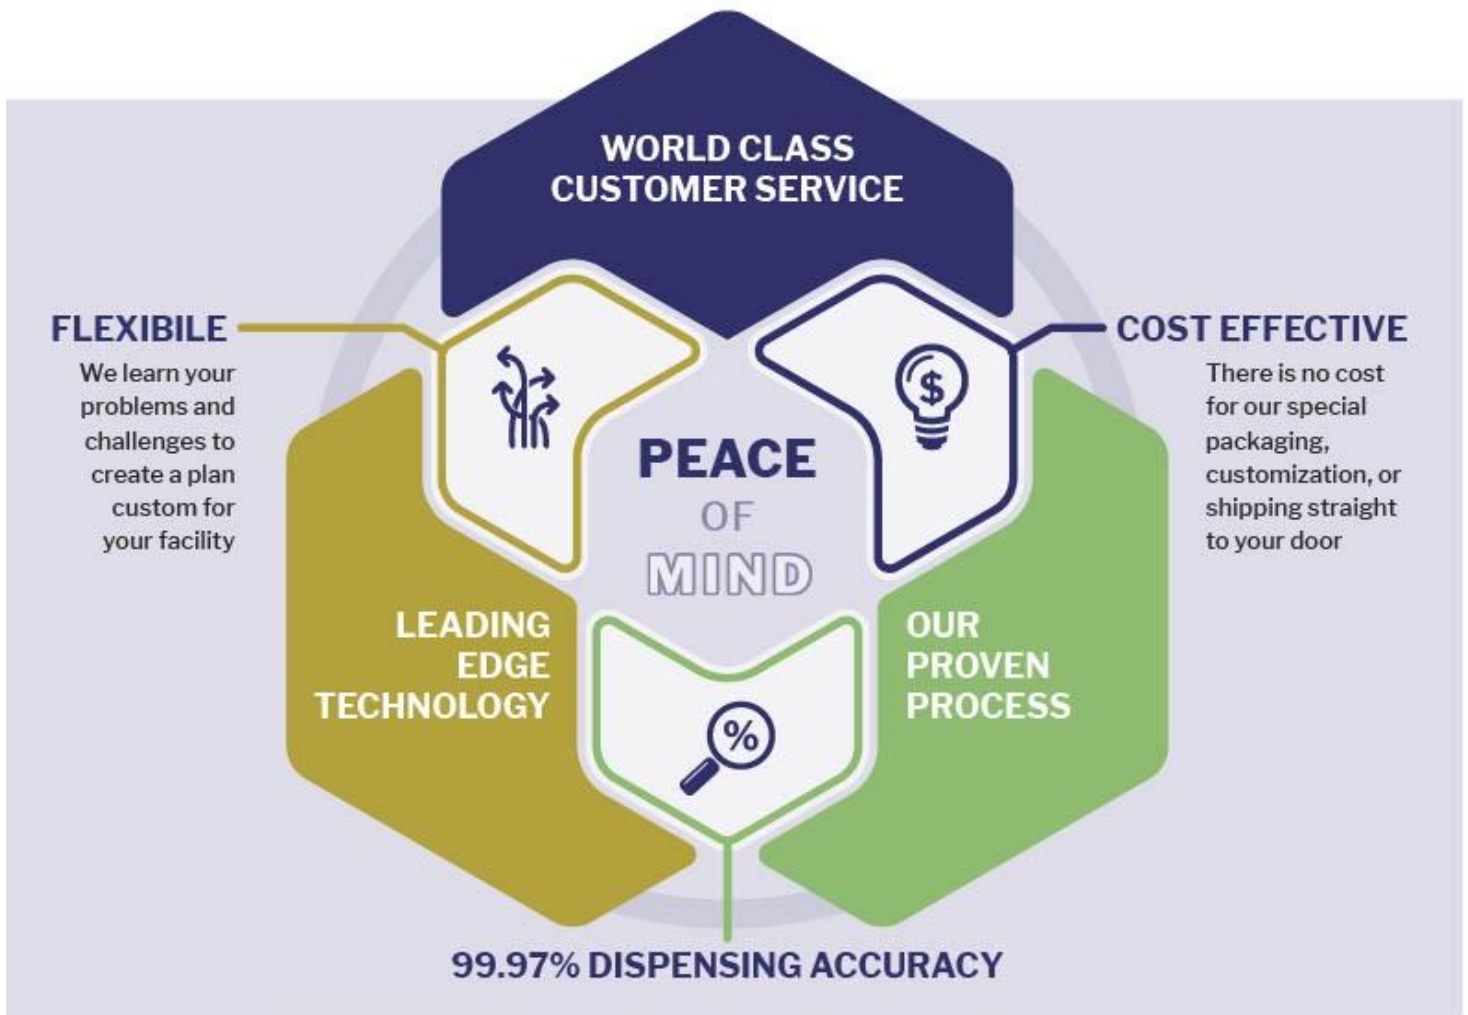 WORLD CLASS
CUSTOMER SERVICE
FLEXIBILE
We learn your
problems and
challenges to
create a plan
custom for
your facility
COST EFFECTIVE
There is no cost
for our special
packaging,
customization, or
shipping straight
to your door
$
PEACE
OF
MIND
LEADING
EDGE
TECHNOLOGY
OUR
PROVEN
PROCESS
%
99.97% DISPENSING ACCURACY